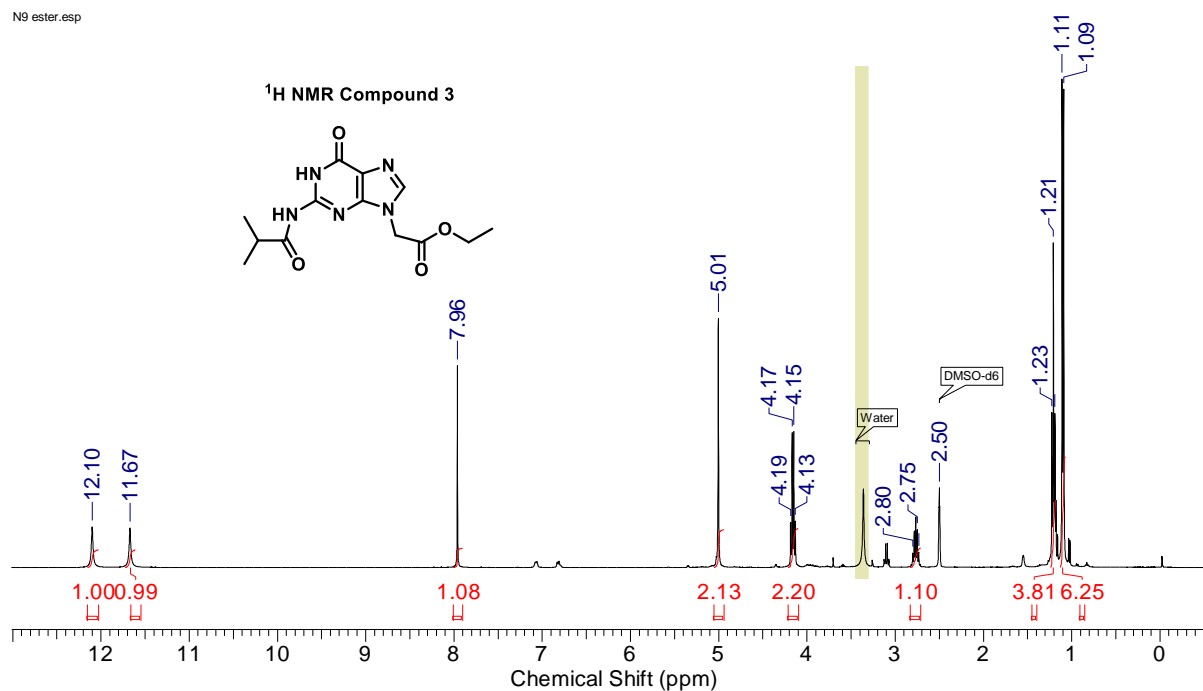 N9 ester.esp
¹H NMR Compound 3
O
HN
N
N
HN
N
O
O
O
12.10
11.67
7.96
5.01
4.19
4.17
4.15
4.13
Water
2.80
2.75
DMSO-d6
2.50
1.23
1.21
1.11
1.09
1.00
0.99
1.08
2.13
2.20
1.10
3.81
6.25
12 11 10 9 8 7 6 5 4 3 2 1 0
Chemical Shift (ppm)